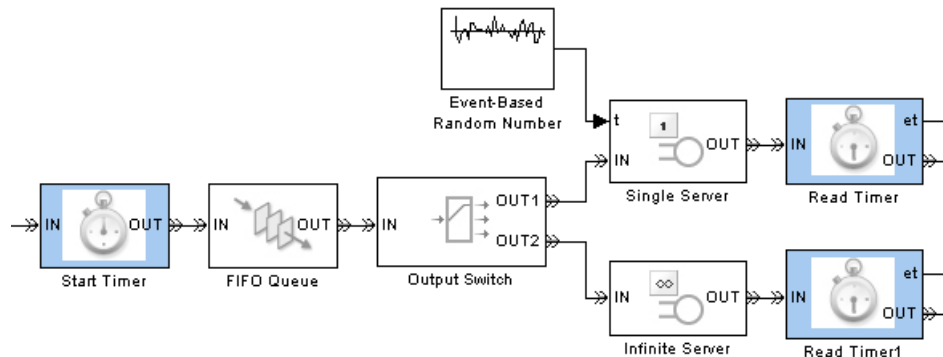 Event-Based
Random Number
t
1
OUT
IN
Single Server
IN
et
OUT
Read Timer
IN
OUT
Start Timer
IN
OUT
FIFO Queue
IN
OUT1
OUT2
Output Switch
IN
∞
OUT
Infinite Server
IN
et
OUT
Read Timer1